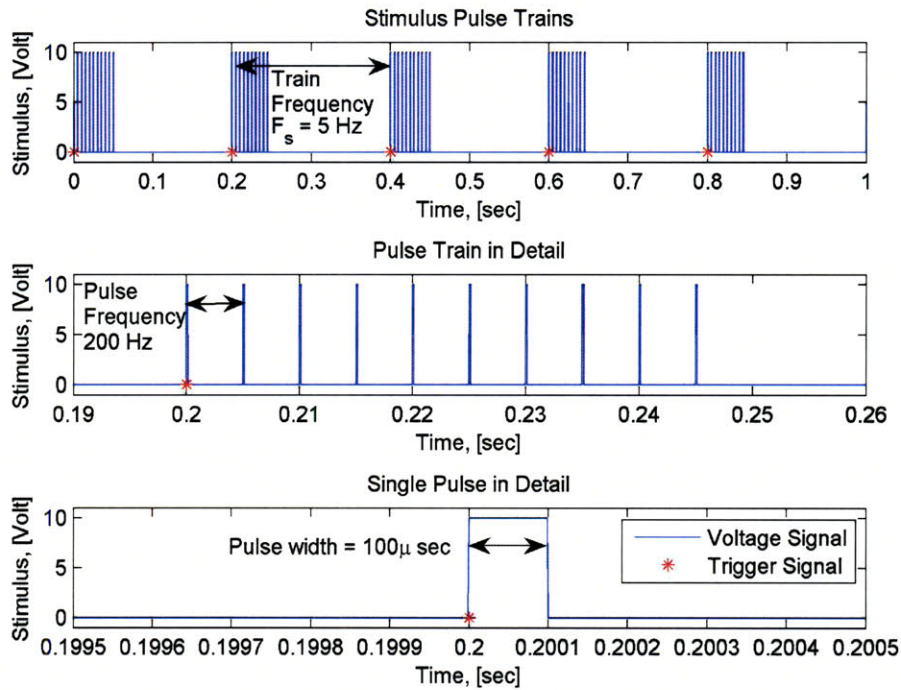 Stimulus Pulse Trains
Stimulus, [Volt]
10
5
0
Train
Frequency
F_s = 5 Hz
0 0.1 0.2 0.3 0.4 0.5 0.6 0.7 0.8 0.9 1
Time, [sec]
Pulse Train in Detail
Stimulus, [Volt]
10
5
0
Pulse
Frequency
200 Hz
0.19 0.2 0.21 0.22 0.23 0.24 0.25 0.26
Time, [sec]
Single Pulse in Detail
Stimulus, [Volt]
10
5
0
Pulse width = 100μ sec
Voltage Signal
Trigger Signal
0.1995 0.1996 0.1997 0.1998 0.1999 0.2 0.2001 0.2002 0.2003 0.2004 0.2005
Time, [sec]